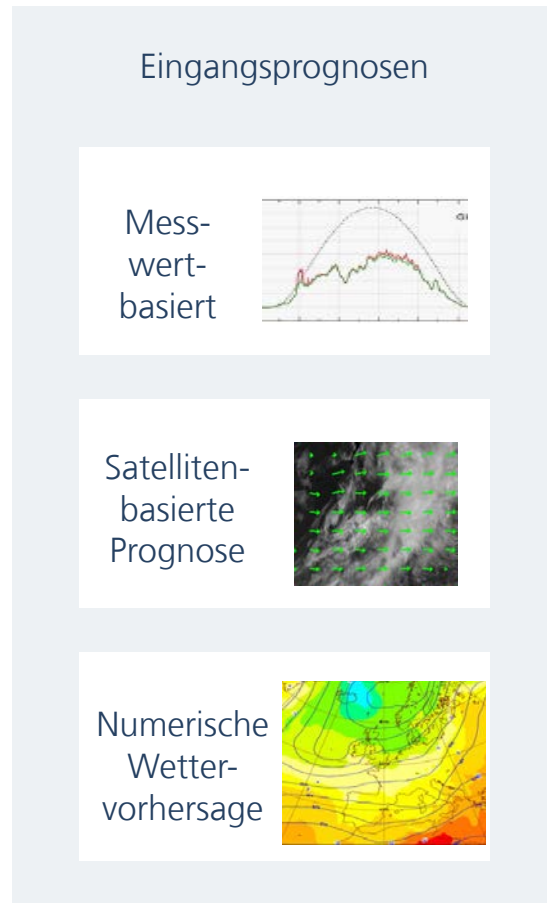 Eingangsprognosen
Mess-
wert-
basiert
Satelliten-
basierte
Prognose
Numerische
Wetter-
vorhersage